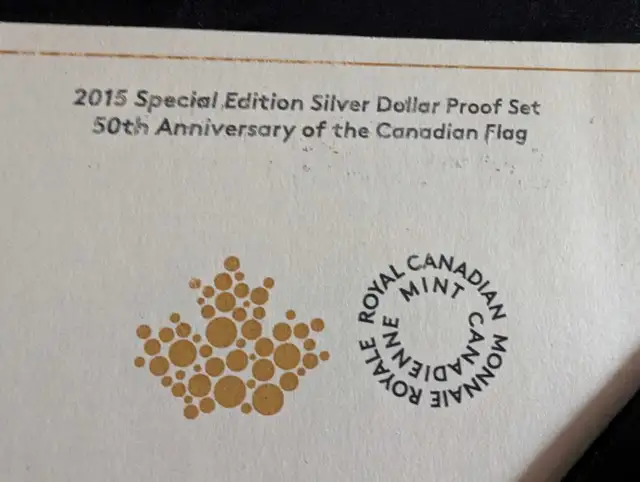 2015 Special Edition Silver Dollar Proof Set
50th Anniversary of the Canadian Flag
ROYAL CANADIAN MINT
MONNAIE ROYALE CANADIENNE